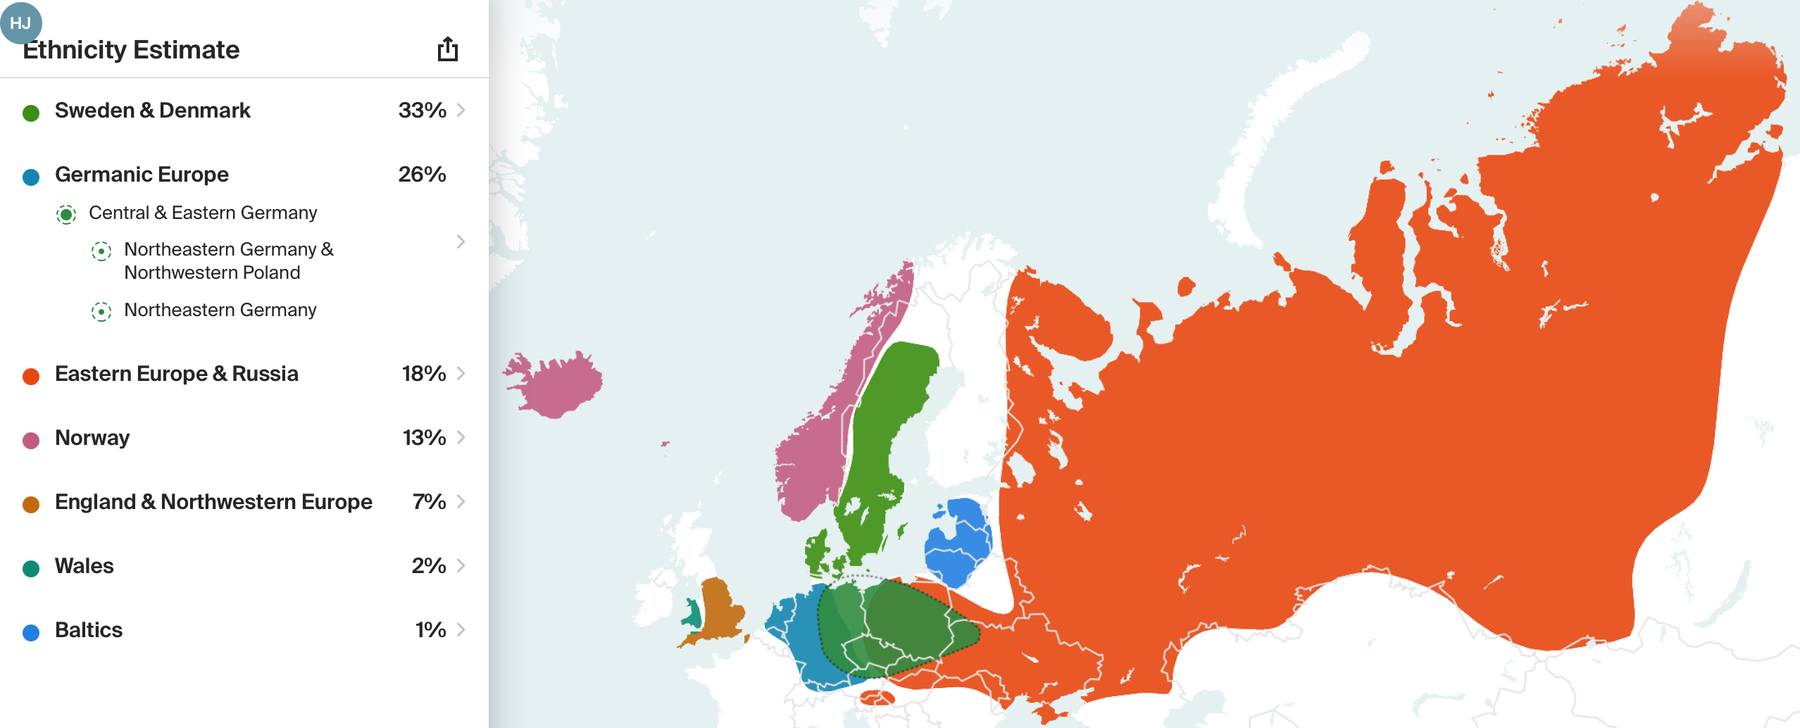 HJ
Ethnicity Estimate
Sweden & Denmark 33%
Germanic Europe 26%
Central & Eastern Germany
Northeastern Germany &
Northwestern Poland
Northeastern Germany
Eastern Europe & Russia 18%
Norway 13%
England & Northwestern Europe 7%
Wales 2%
Baltics 1%